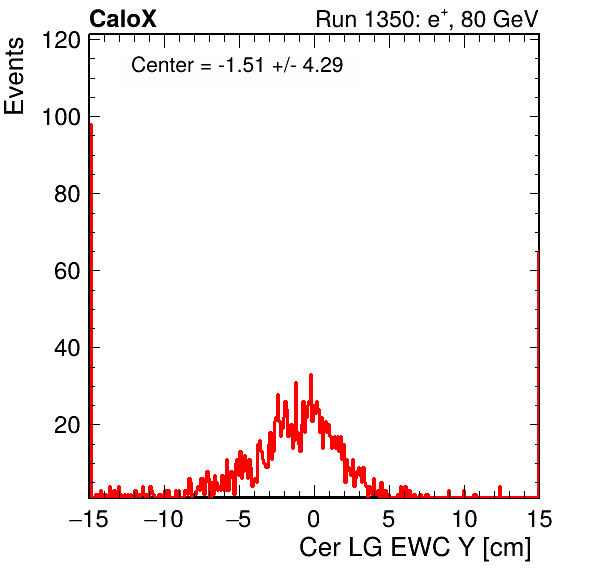 CaloX Run 1350: e⁺, 80 GeV
Center = -1.51 +/- 4.29
Events
120
100
80
60
40
20
−15 −10 −5 0 5 10 15
Cer LG EWC Y [cm]